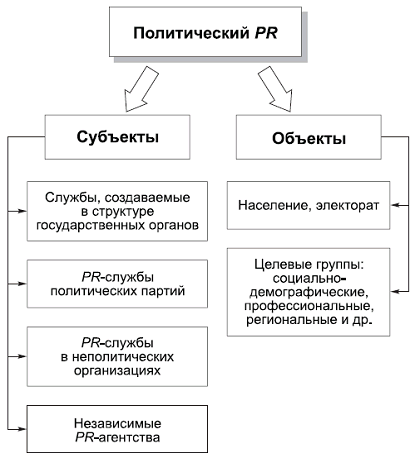 Политический PR
Субъекты
Объекты
Службы, создаваемые
в структуре
государственных органов
PR-службы
политических партий
PR-службы
в неполитических
организациях
Независимые
PR-агентства
Население, электорат
Целевые группы:
социально-
демографические,
профессиональные,
региональные и др.